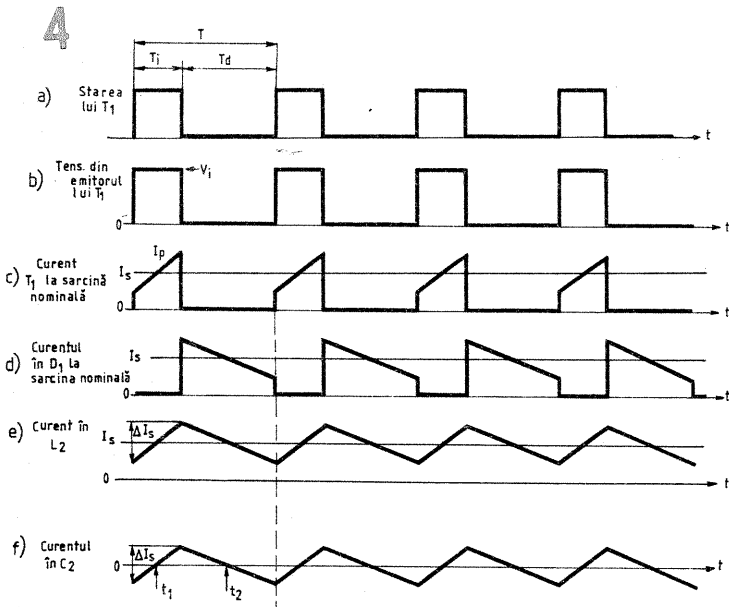 4
T
Ti
Td
a) Starea
lui T1
t
b) Tens. din
emitorul
lui T1
Vi
0
t
c) Curent
T1 la sarcină
nominală
Ip
Is
0
t
d) Curentul
în D1 la
sarcina nominală
Is
0
t
e) Curent în
L2
ΔIs
Is
0
t
f) Curentul
în C2
ΔIs
0
t1
t2
t